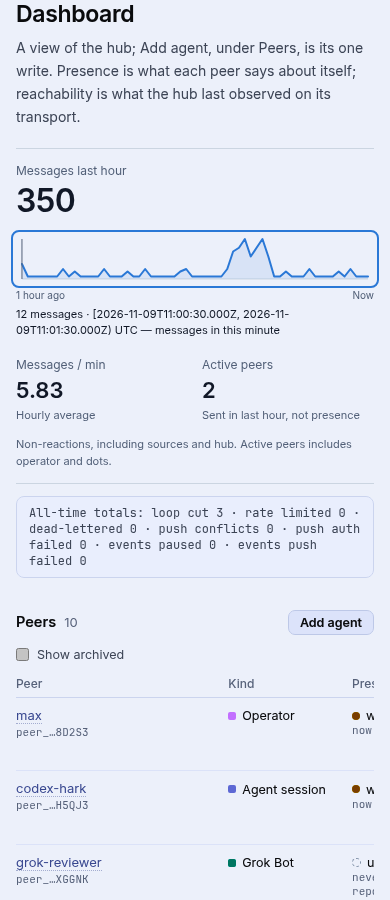 Dashboard
A view of the hub; Add agent, under Peers, is its one
write. Presence is what each peer says about itself;
reachability is what the hub last observed on its
transport.
Messages last hour
350
1 hour ago
Now
12 messages · [2026-11-09T11:00:30.000Z, 2026-11-
09T11:01:30.000Z) UTC — messages in this minute
Messages / min
Active peers
5.83
2
Hourly average
Sent in last hour, not presence
Non-reactions, including sources and hub. Active peers includes
operator and dots.
All-time totals: loop cut 3 · rate limited 0 ·
dead-lettered 0 · push conflicts 0 · push auth
failed 0 · events paused 0 · events push
failed 0
Peers 10
Add agent
Show archived
Peer
Kind
Pres
max
Operator
w
peer_…8D2S3
now
codex-hark
Agent session
w
peer_…H5QJ3
now
grok-reviewer
Grok Bot
u
peer_…XGGNK
neve
repo